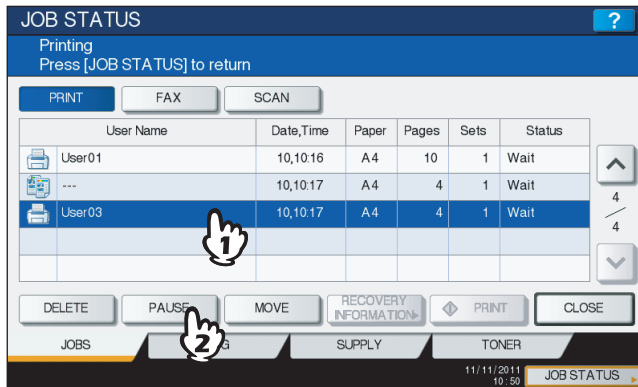 JOB STATUS
?
Printing
Press [JOB STATUS] to return
PRINT FAX SCAN
User Name Date,Time Paper Pages Sets Status
User01 10,10:16 A4 10 1 Wait
--- 10,10:17 A4 4 1 Wait
User03 10,10:17 A4 4 1 Wait
4
4
1
DELETE PAUSE MOVE RECOVERY INFORMATION PRINT CLOSE
2
JOBS G SUPPLY TONER
11/11/2011
10:50
JOB STATUS